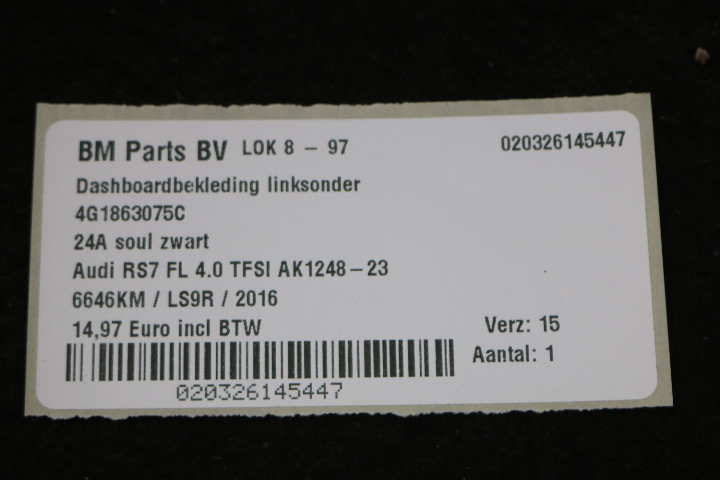 BM Parts BV LOK 8 – 97 020326145447
Dashboardbekleding linksonder
4G1863075C
24A soul zwart
Audi RS7 FL 4.0 TFSI AK1248–23
6646KM / LS9R / 2016
14,97 Euro incl BTW Verz: 15
Aantal: 1
020326145447